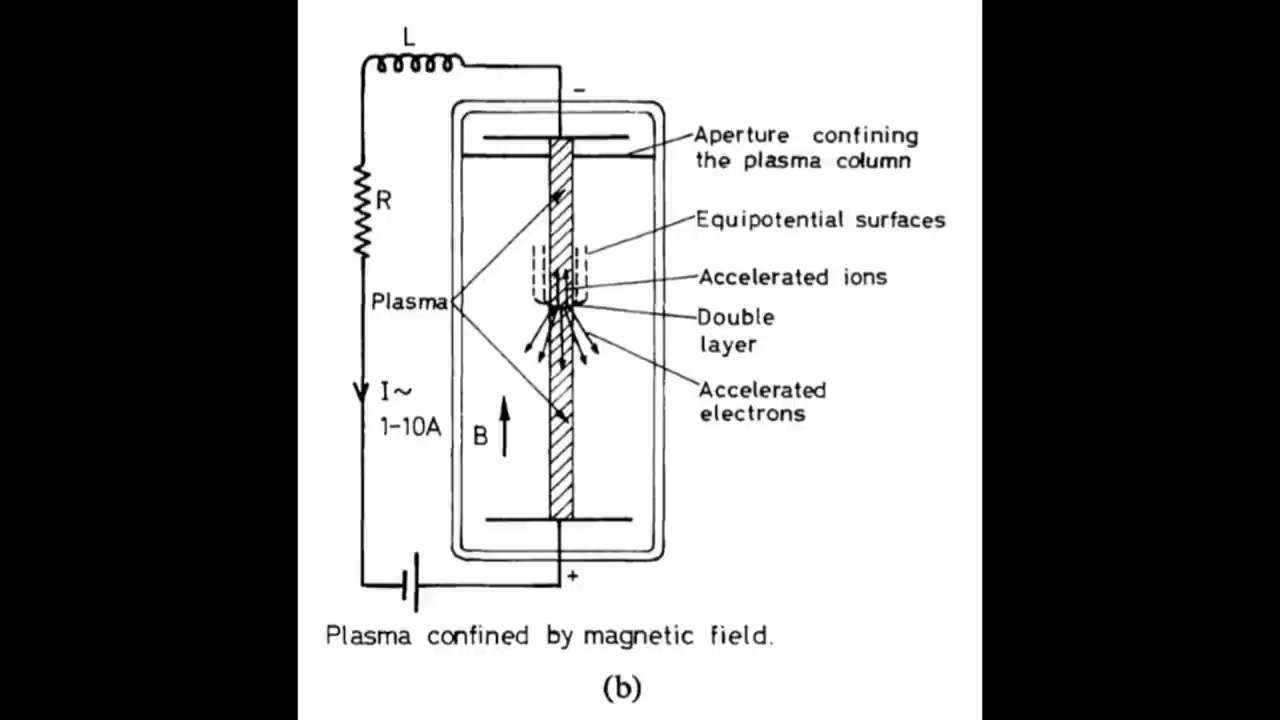 L
−
Aperture confining
the plasma column
R
Equipotential surfaces
Accelerated ions
Plasma
Double
layer
I~
1-10A
Accelerated
electrons
B
+
Plasma confined by magnetic field.
(b)